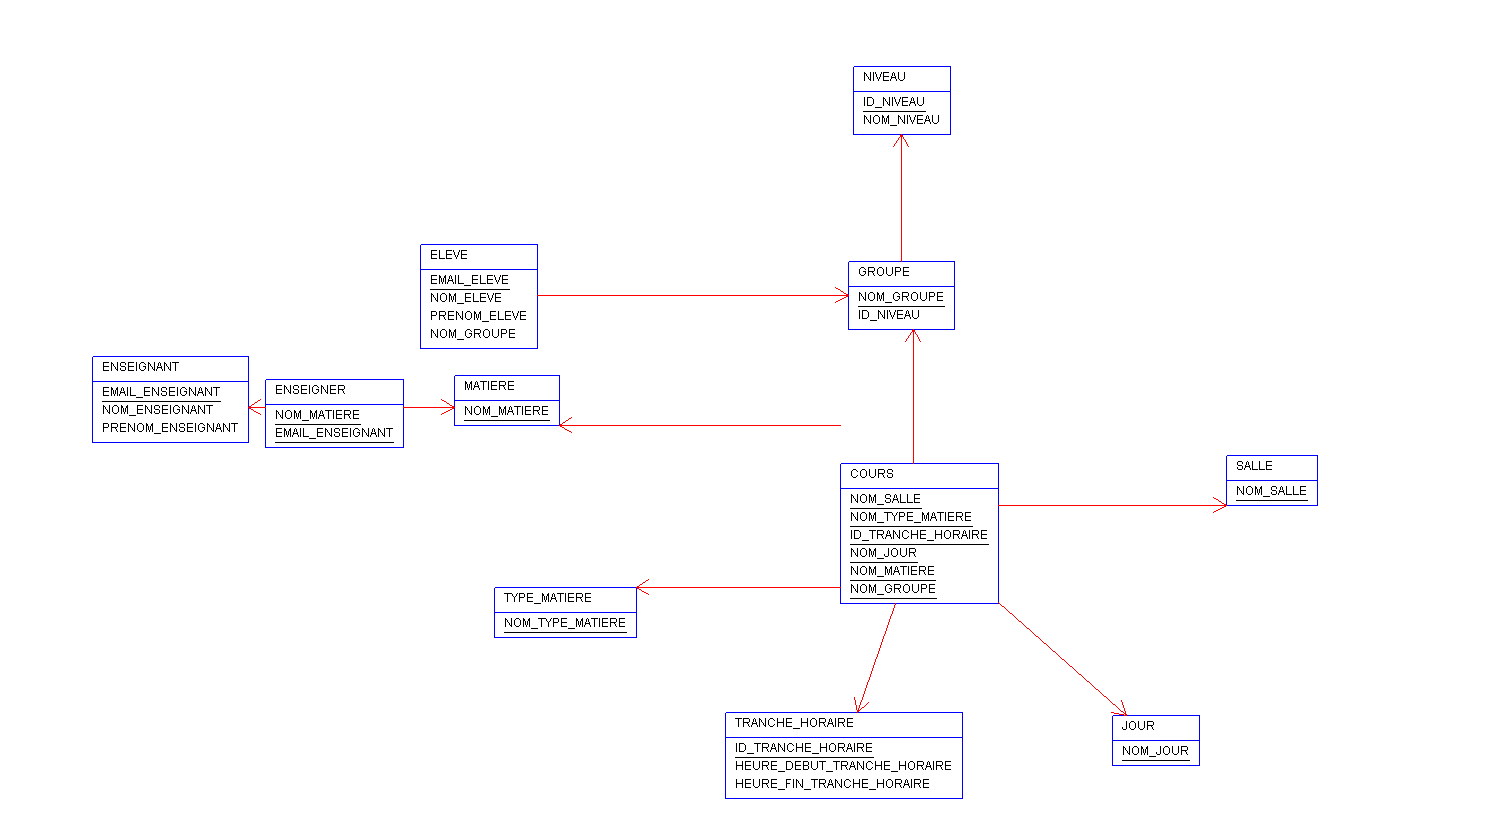 NIVEAU
ID_NIVEAU
NOM_NIVEAU
ELEVE
EMAIL_ELEVE
NOM_ELEVE
PRENOM_ELEVE
NOM_GROUPE
GROUPE
NOM_GROUPE
ID_NIVEAU
ENSEIGNANT
EMAIL_ENSEIGNANT
NOM_ENSEIGNANT
PRENOM_ENSEIGNANT
ENSEIGNER
NOM_MATIERE
EMAIL_ENSEIGNANT
MATIERE
NOM_MATIERE
COURS
NOM_SALLE
NOM_TYPE_MATIERE
ID_TRANCHE_HORAIRE
NOM_JOUR
NOM_MATIERE
NOM_GROUPE
SALLE
NOM_SALLE
TYPE_MATIERE
NOM_TYPE_MATIERE
TRANCHE_HORAIRE
ID_TRANCHE_HORAIRE
HEURE_DEBUT_TRANCHE_HORAIRE
HEURE_FIN_TRANCHE_HORAIRE
JOUR
NOM_JOUR